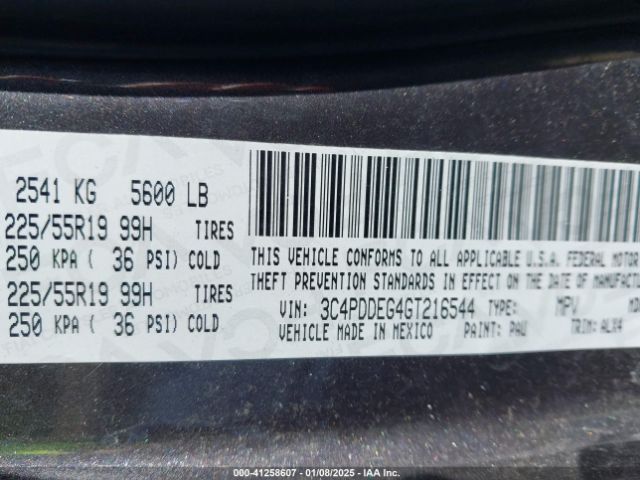 2541 KG 5600 LB
225/55R19 99H TIRES
250 KPA ( 36 PSI) COLD
225/55R19 99H TIRES
250 KPA ( 36 PSI) COLD
THIS VEHICLE CONFORMS TO ALL APPLICABLE U.S.A. FEDERAL MOTOR
THEFT PREVENTION STANDARDS IN EFFECT ON THE DATE OF MANUFACTUR
VIN: 3C4PDDEG4GT216544 TYPE: MPV
VEHICLE MADE IN MEXICO PAINT: PAU TRIM: ALX4
000-41258607 - 01/08/2025 - IAA Inc.